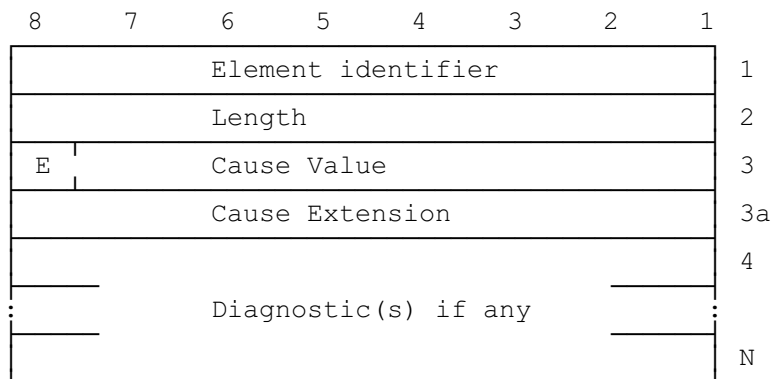 8 7 6 5 4 3 2 1
Element identifier 1
Length 2
E Cause Value 3
Cause Extension 3a
4
: Diagnostic(s) if any :
N